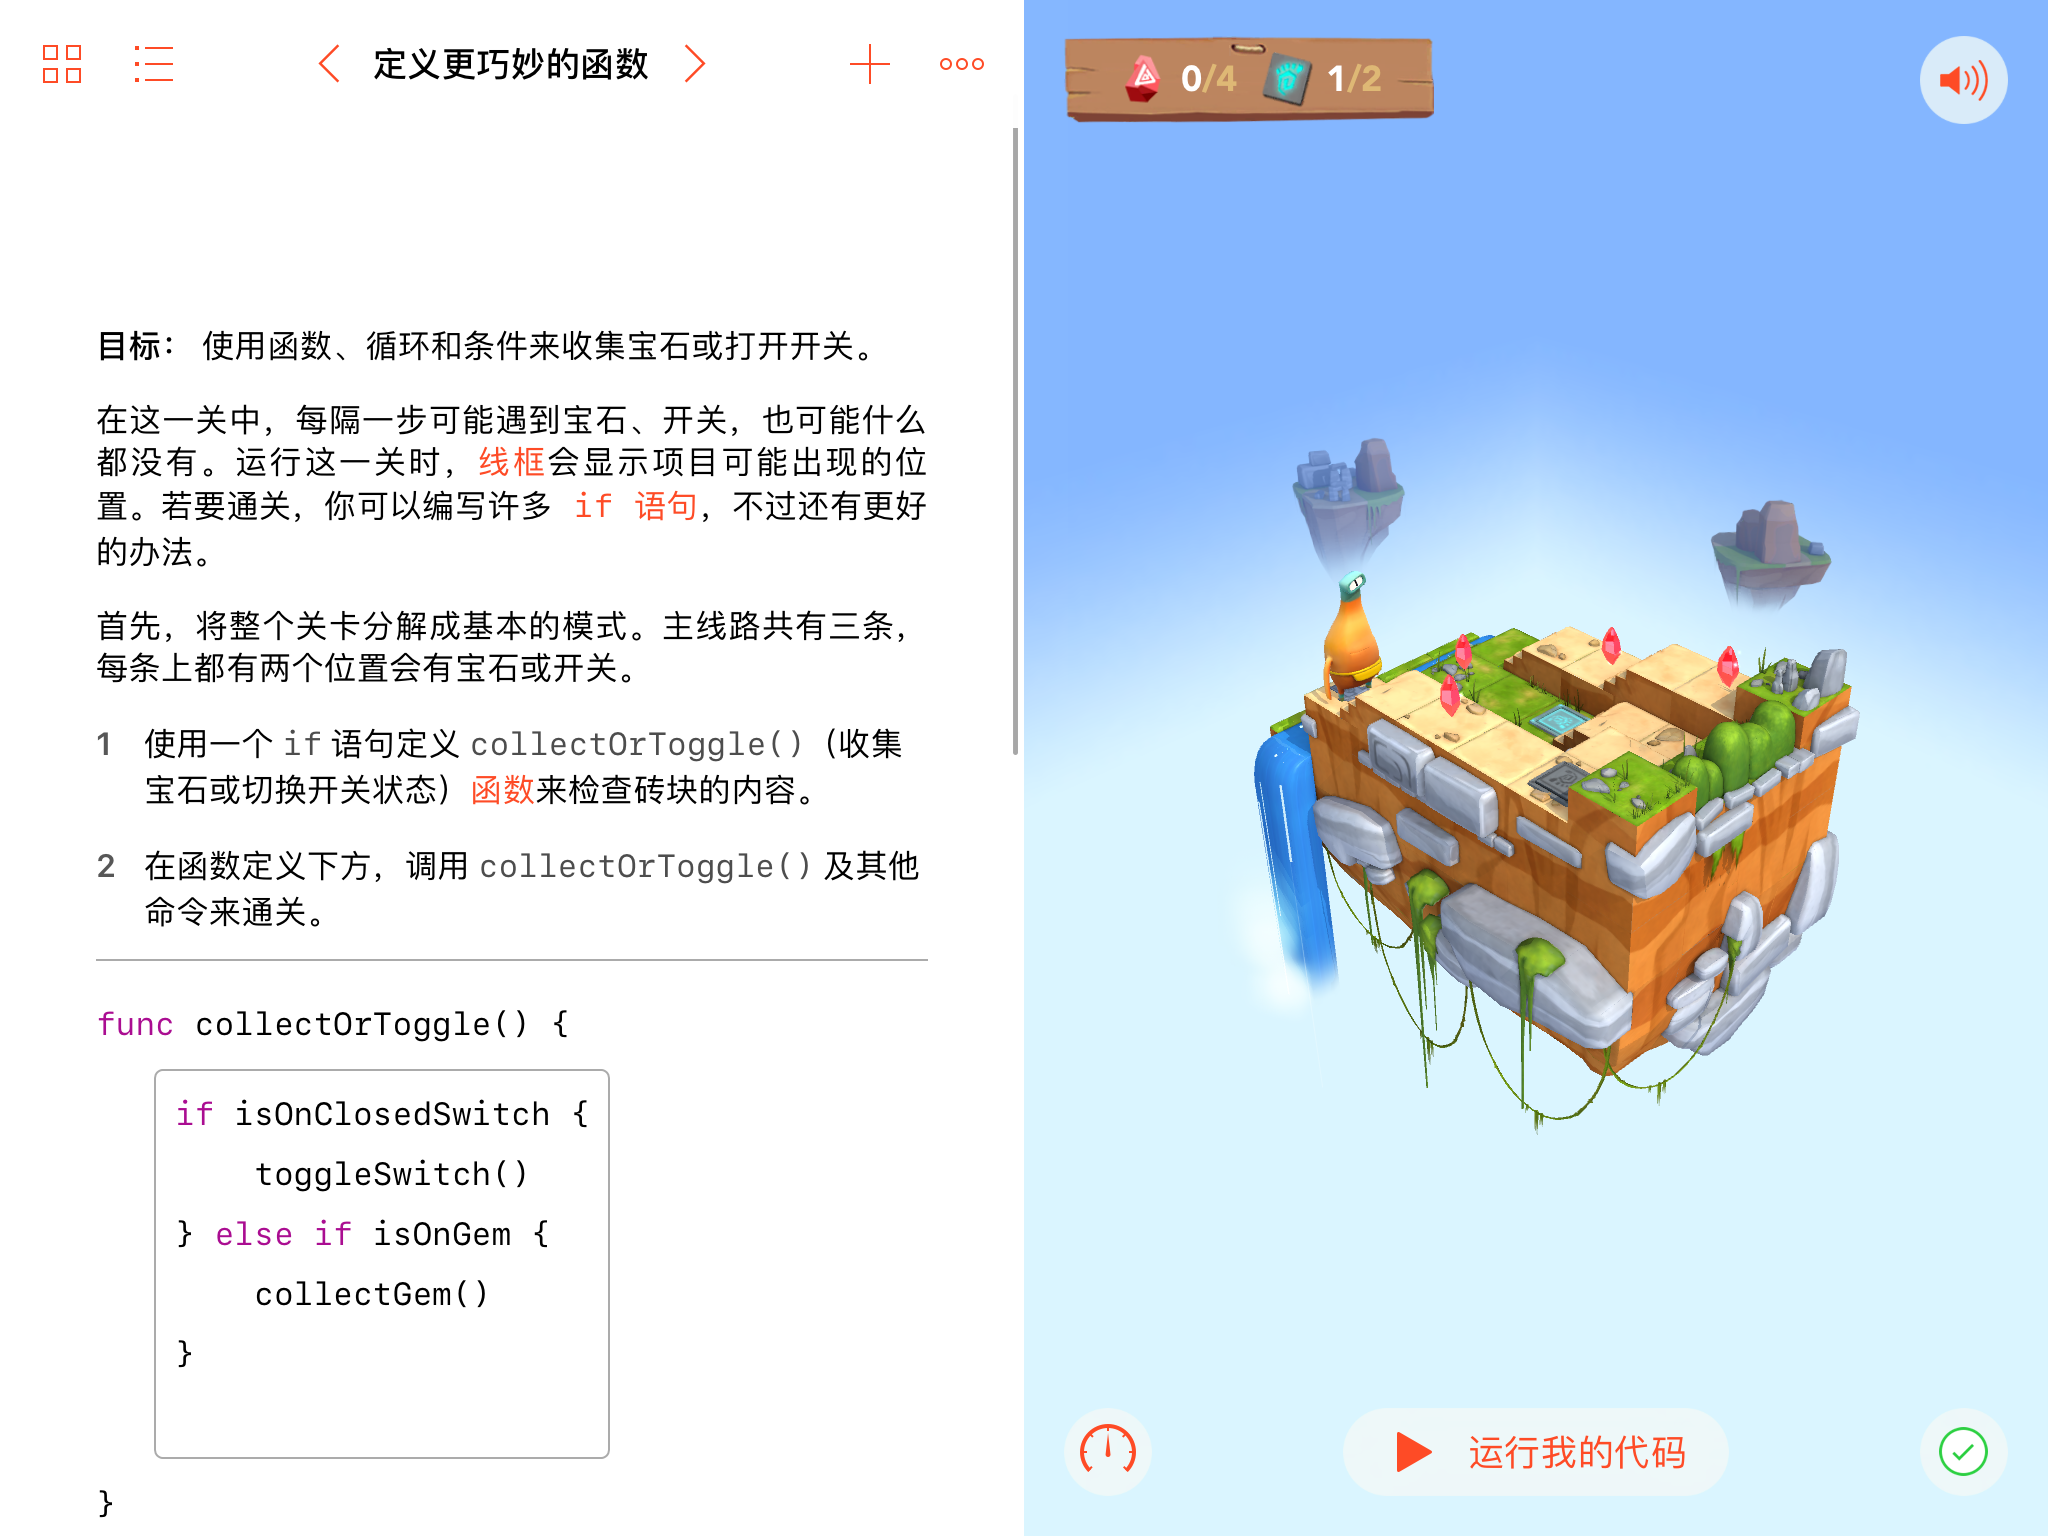 定义更巧妙的函数
目标： 使用函数、循环和条件来收集宝石或打开开关。
在这一关中，每隔一步可能遇到宝石、开关，也可能什么
都没有。运行这一关时，线框会显示项目可能出现的位
置。若要通关，你可以编写许多 if 语句，不过还有更好
的办法。
首先，将整个关卡分解成基本的模式。主线路共有三条，
每条上都有两个位置会有宝石或开关。
1 使用一个 if 语句定义 collectOrToggle()（收集
宝石或切换开关状态）函数来检查砖块的内容。
2 在函数定义下方，调用 collectOrToggle() 及其他
命令来通关。
func collectOrToggle() {
if isOnClosedSwitch {
toggleSwitch()
} else if isOnGem {
collectGem()
}
}
0/4 1/2
运行我的代码